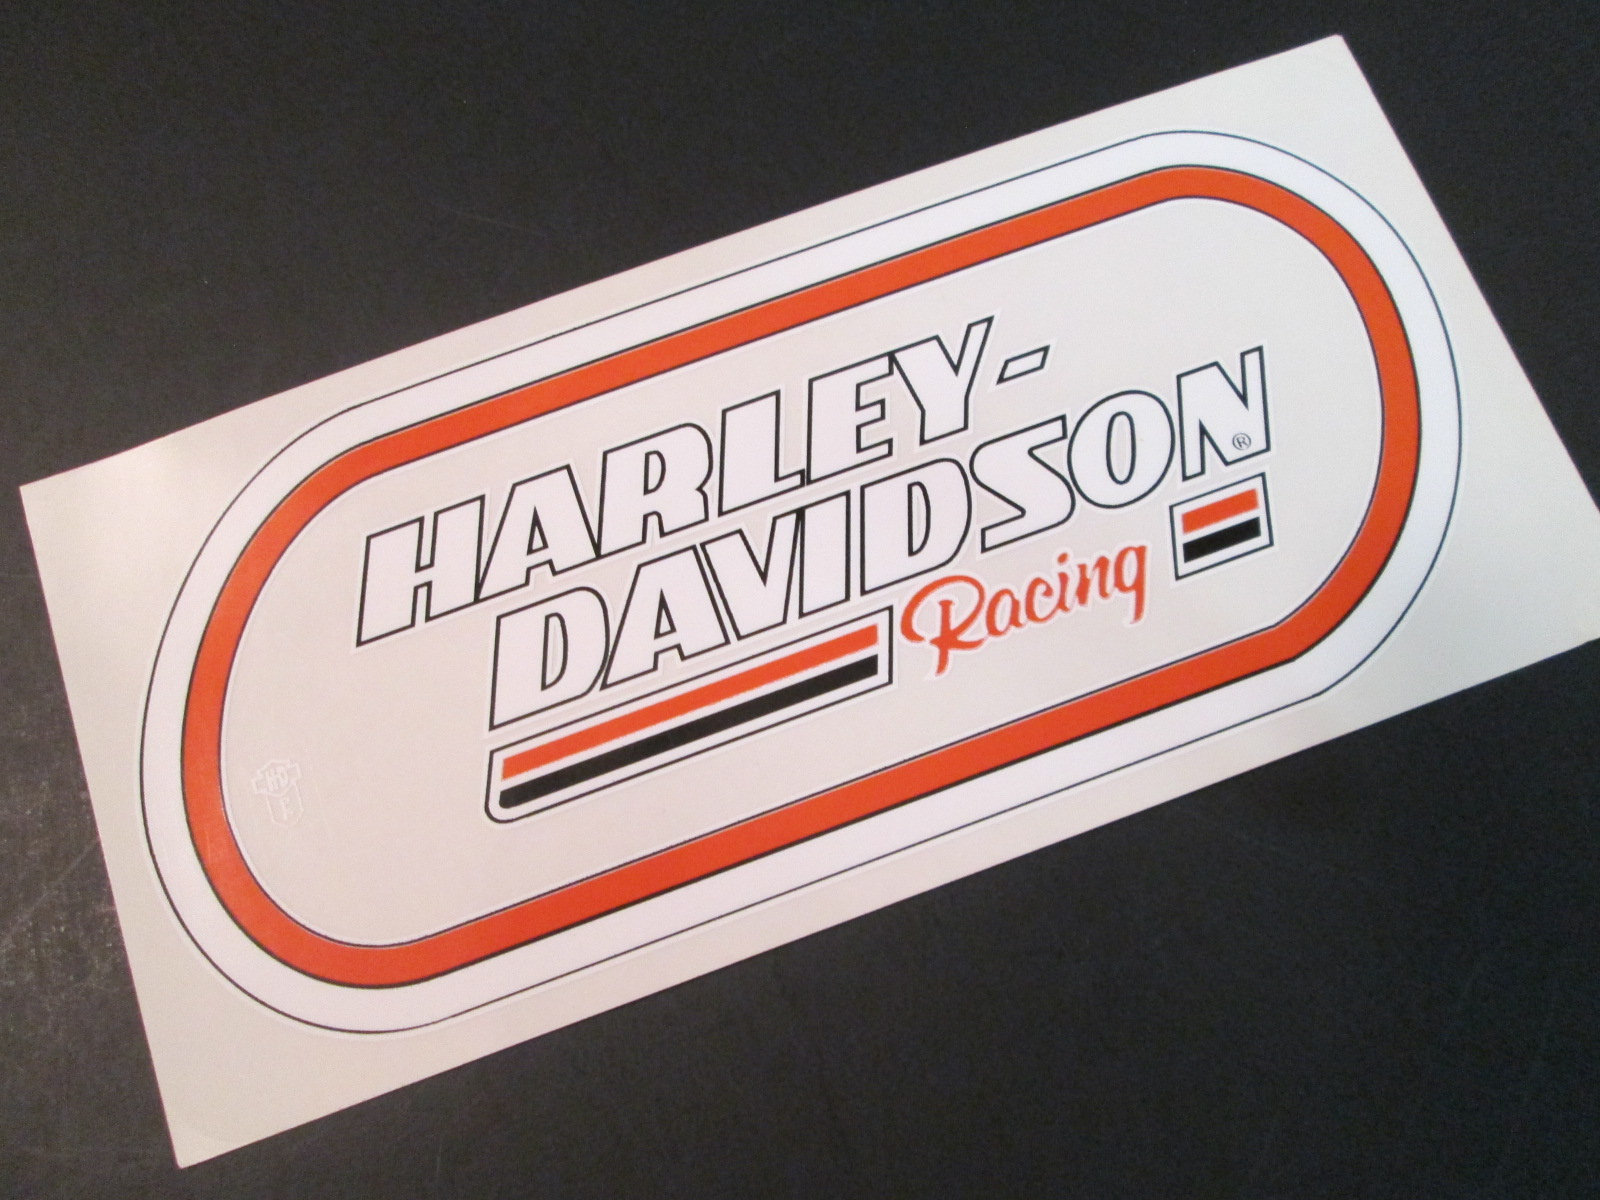 HARLEY-
DAVIDSON®
Racing
H-D